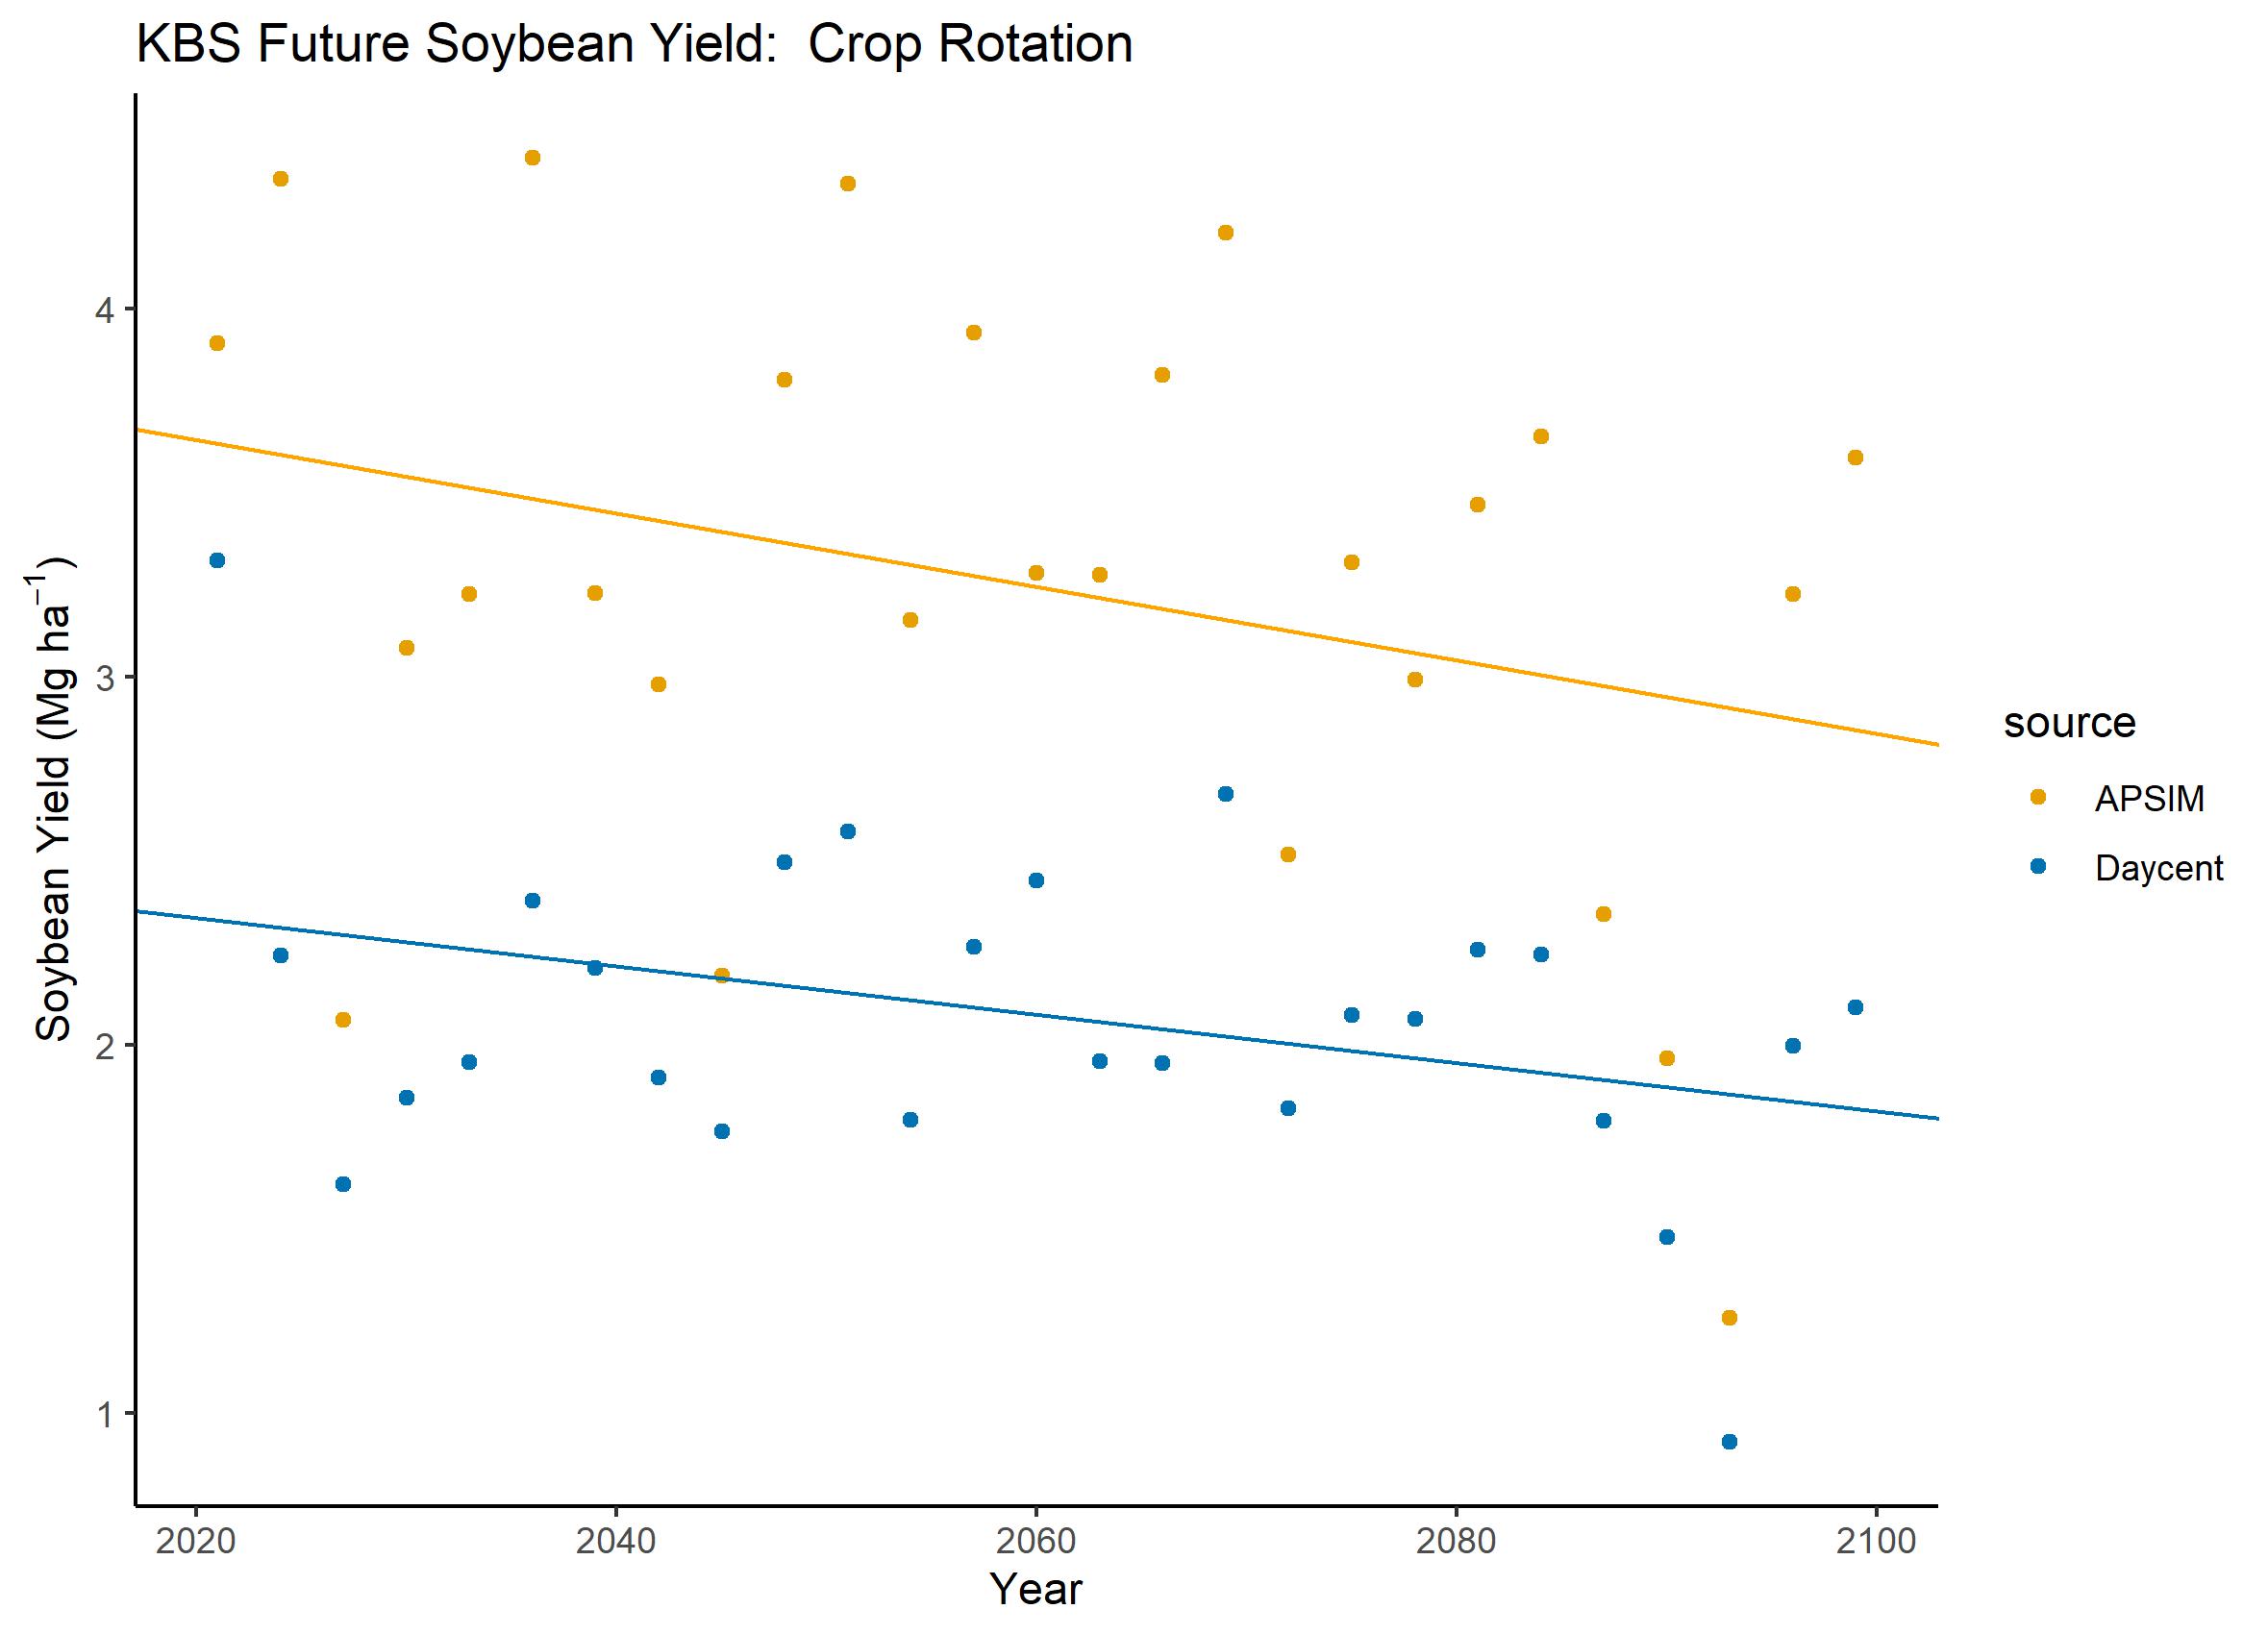 KBS Future Soybean Yield:  Crop Rotation
Soybean Yield (Mg ha⁻¹)
4
3
2
1
2020 2040 2060 2080 2100
Year
source
APSIM
Daycent